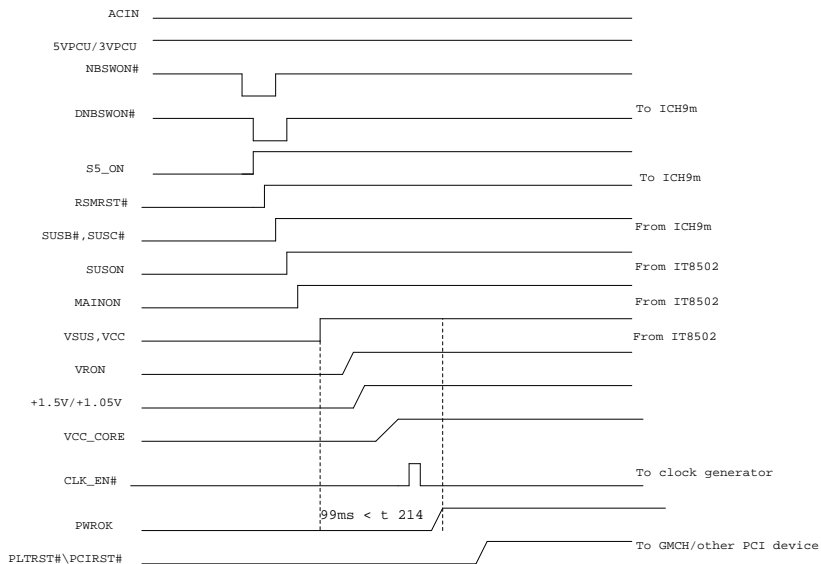 ACIN
5VPCU/3VPCU
NBSWON#
DNBSWON# To ICH9m
S5_ON To ICH9m
RSMRST#
SUSB#,SUSC# From ICH9m
SUSON From IT8502
MAINON From IT8502
VSUS,VCC From IT8502
VRON
+1.5V/+1.05V
VCC_CORE
CLK_EN# To clock generator
99ms < t 214
PWROK
PLTRST#\PCIRST# To GMCH/other PCI device